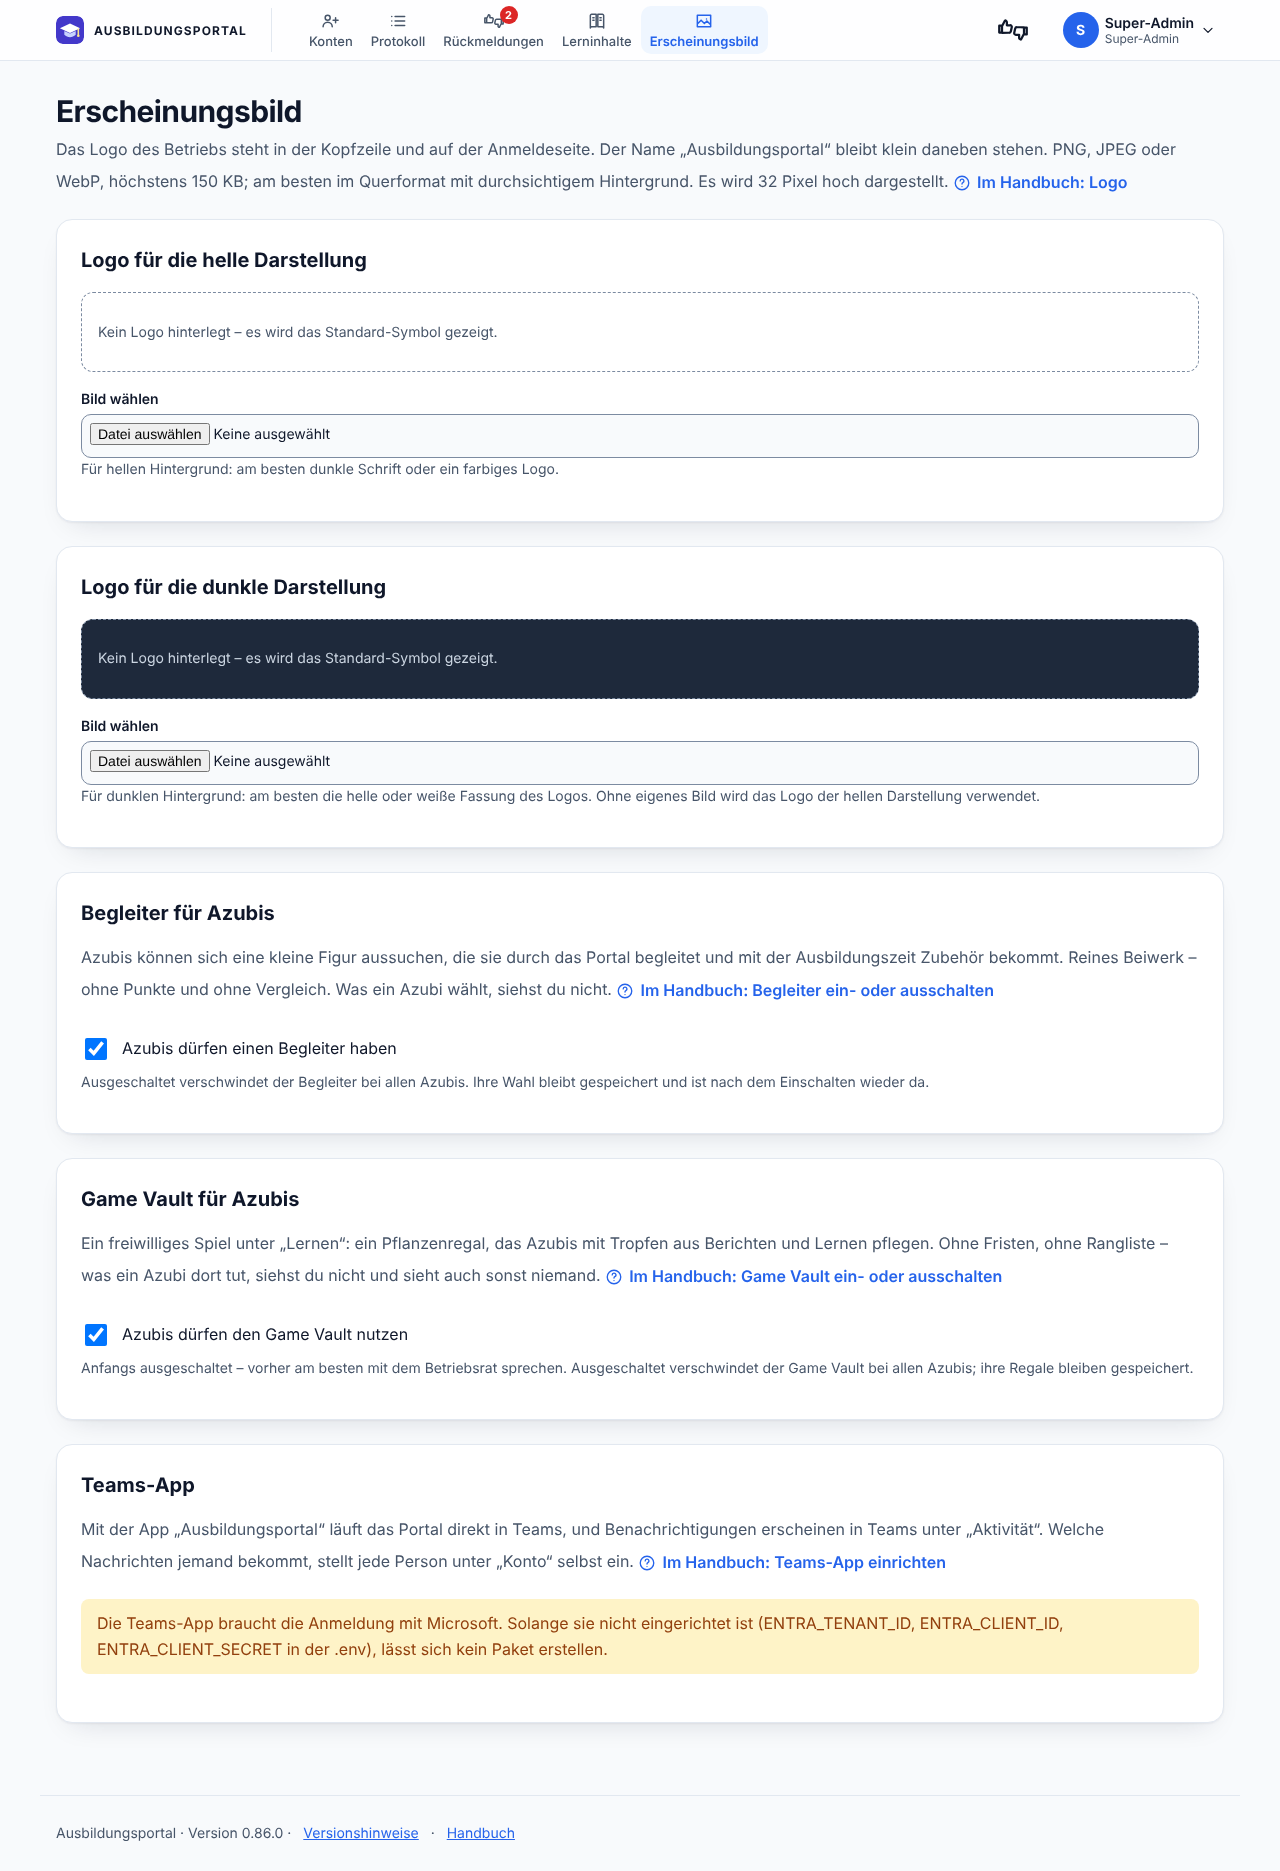 AUSBILDUNGSPORTAL
Konten
Protokoll
2
Rückmeldungen
Lerninhalte
Erscheinungsbild
S
Super-Admin
Super-Admin
Erscheinungsbild
Das Logo des Betriebs steht in der Kopfzeile und auf der Anmeldeseite. Der Name „Ausbildungsportal“ bleibt klein daneben stehen. PNG, JPEG oder
WebP, höchstens 150 KB; am besten im Querformat mit durchsichtigem Hintergrund. Es wird 32 Pixel hoch dargestellt. Im Handbuch: Logo
Logo für die helle Darstellung
Kein Logo hinterlegt – es wird das Standard-Symbol gezeigt.
Bild wählen
Datei auswählen Keine ausgewählt
Für hellen Hintergrund: am besten dunkle Schrift oder ein farbiges Logo.
Logo für die dunkle Darstellung
Kein Logo hinterlegt – es wird das Standard-Symbol gezeigt.
Bild wählen
Datei auswählen Keine ausgewählt
Für dunklen Hintergrund: am besten die helle oder weiße Fassung des Logos. Ohne eigenes Bild wird das Logo der hellen Darstellung verwendet.
Begleiter für Azubis
Azubis können sich eine kleine Figur aussuchen, die sie durch das Portal begleitet und mit der Ausbildungszeit Zubehör bekommt. Reines Beiwerk –
ohne Punkte und ohne Vergleich. Was ein Azubi wählt, siehst du nicht. Im Handbuch: Begleiter ein- oder ausschalten
Azubis dürfen einen Begleiter haben
Ausgeschaltet verschwindet der Begleiter bei allen Azubis. Ihre Wahl bleibt gespeichert und ist nach dem Einschalten wieder da.
Game Vault für Azubis
Ein freiwilliges Spiel unter „Lernen“: ein Pflanzenregal, das Azubis mit Tropfen aus Berichten und Lernen pflegen. Ohne Fristen, ohne Rangliste –
was ein Azubi dort tut, siehst du nicht und sieht auch sonst niemand. Im Handbuch: Game Vault ein- oder ausschalten
Azubis dürfen den Game Vault nutzen
Anfangs ausgeschaltet – vorher am besten mit dem Betriebsrat sprechen. Ausgeschaltet verschwindet der Game Vault bei allen Azubis; ihre Regale bleiben gespeichert.
Teams-App
Mit der App „Ausbildungsportal“ läuft das Portal direkt in Teams, und Benachrichtigungen erscheinen in Teams unter „Aktivität“. Welche
Nachrichten jemand bekommt, stellt jede Person unter „Konto“ selbst ein. Im Handbuch: Teams-App einrichten
Die Teams-App braucht die Anmeldung mit Microsoft. Solange sie nicht eingerichtet ist (ENTRA_TENANT_ID, ENTRA_CLIENT_ID,
ENTRA_CLIENT_SECRET in der .env), lässt sich kein Paket erstellen.
Ausbildungsportal · Version 0.86.0 · Versionshinweise · Handbuch